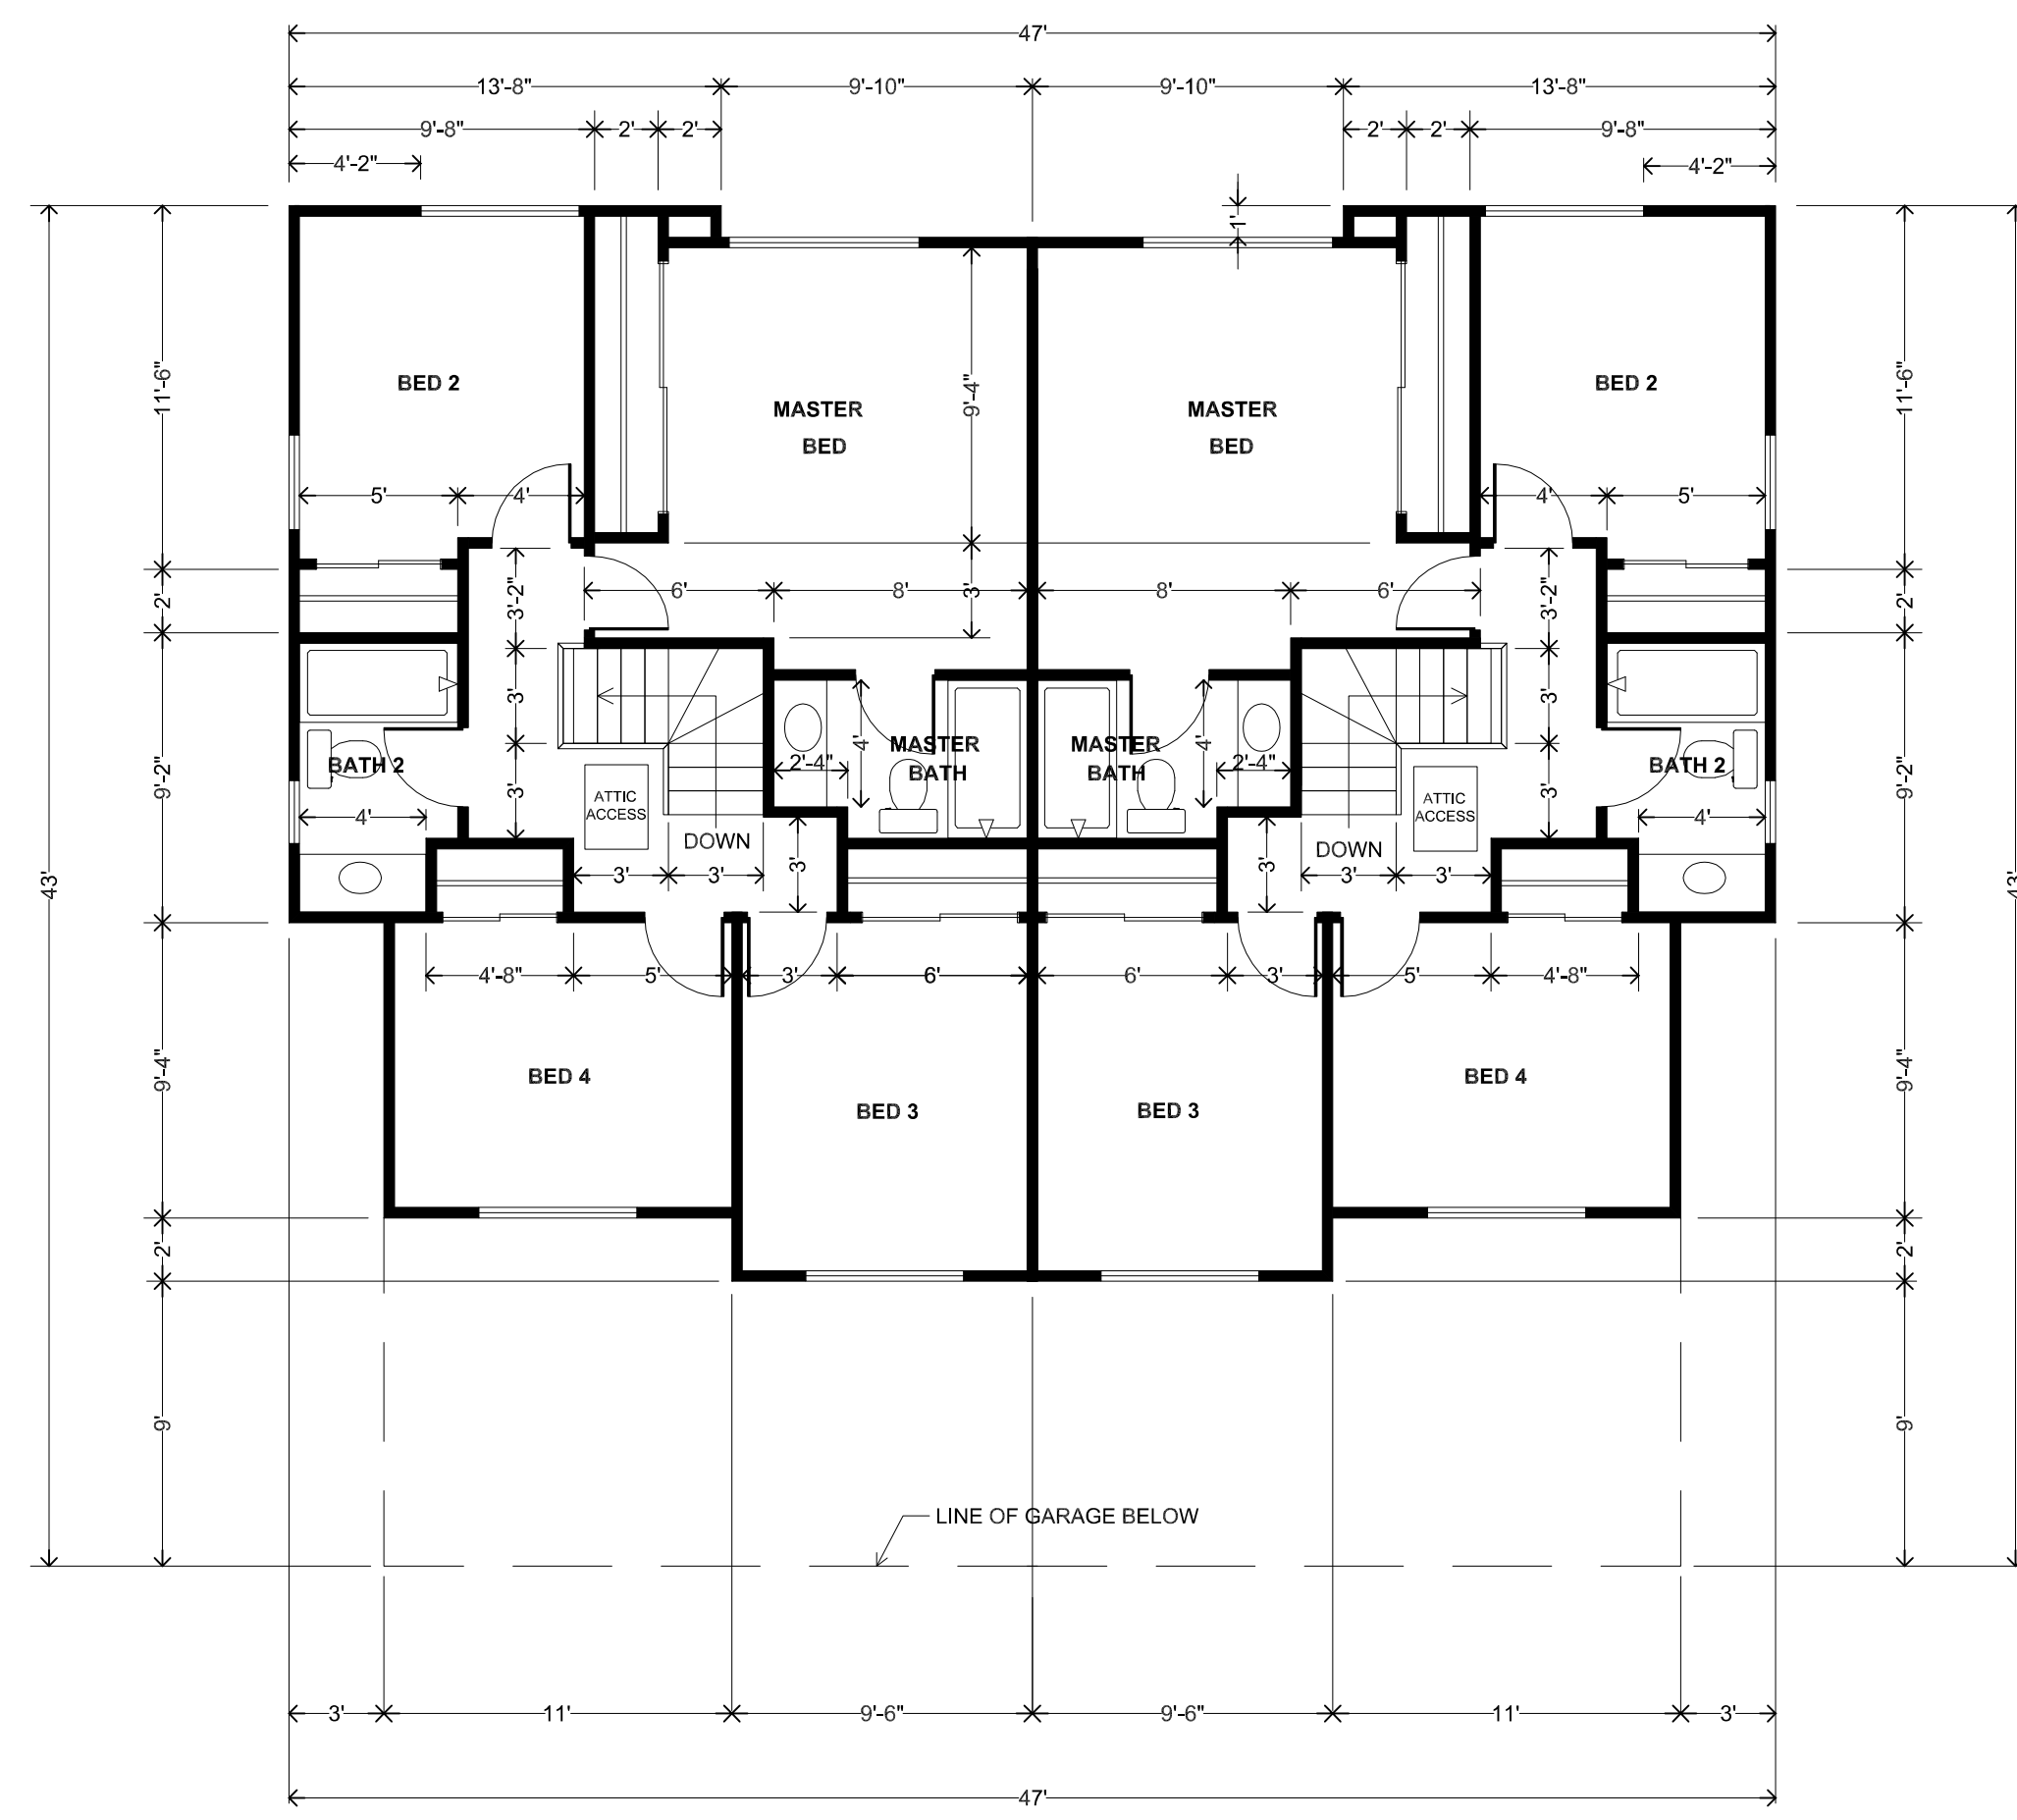 47'
13'-8" 9'-10" 9'-10" 13'-8"
9'-8" 2' 2' 2' 2' 9'-8"
4'-2" 4'-2"
1'
11'-6" BED 2 BED 2 11'-6"
MASTER 9'-4" MASTER
BED BED
5' 4' 4' 5'
2' 3'-2" 6' 8' 3' 8' 6' 3'-2" 2'
3' 3'
MASTER 4' MASTER 4'
BATH 2 2'-4" BATH BATH 2'-4" BATH 2
9'-2" 3' ATTIC ATTIC 3' 9'-2"
ACCESS ACCESS
4' 4'
DOWN DOWN
43' 3' 3' 3' 3' 3' 3' 43'
4'-8" 5' 3' 6' 6' 3' 5' 4'-8"
9'-4" BED 4 BED 4 9'-4"
BED 3 BED 3
2' 2'
9' 9'
LINE OF GARAGE BELOW
3' 11' 9'-6" 9'-6" 11' 3'
47'